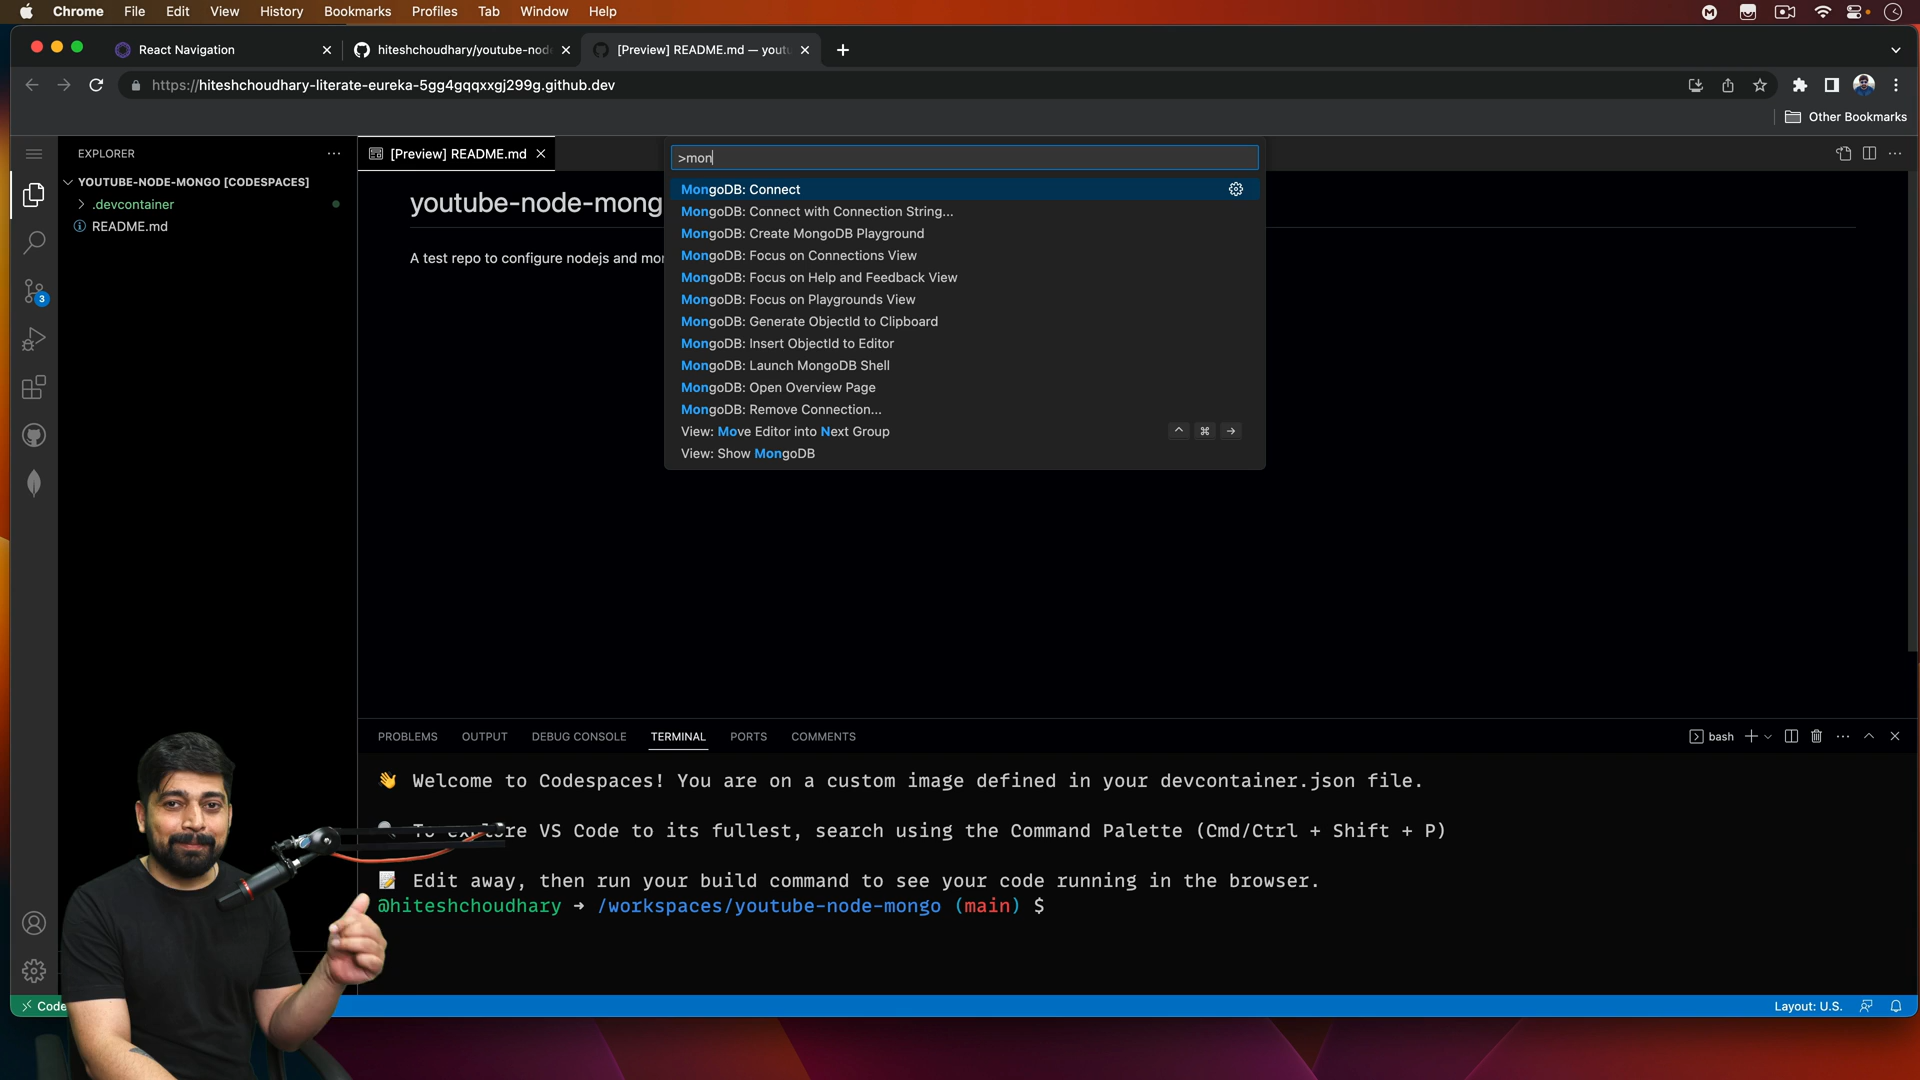 Chrome File Edit View History Bookmarks Profiles Tab Window Help
React Navigation
hiteshchoudhary/youtube-nod
[Preview] README.md — yout
https://hiteshchoudhary-literate-eureka-5gg4gqqxxgj299g.github.dev
Other Bookmarks
EXPLORER
YOUTUBE-NODE-MONGO [CODESPACES]
.devcontainer
README.md
3
[Preview] README.md
youtube-node-mong
A test repo to configure nodejs and mo
>mon
MongoDB: Connect
MongoDB: Connect with Connection String...
MongoDB: Create MongoDB Playground
MongoDB: Focus on Connections View
MongoDB: Focus on Help and Feedback View
MongoDB: Focus on Playgrounds View
MongoDB: Generate ObjectId to Clipboard
MongoDB: Insert ObjectId to Editor
MongoDB: Launch MongoDB Shell
MongoDB: Open Overview Page
MongoDB: Remove Connection...
View: Move Editor into Next Group ^ ⌘ →
View: Show MongoDB
PROBLEMS OUTPUT DEBUG CONSOLE TERMINAL PORTS COMMENTS
bash
👋 Welcome to Codespaces! You are on a custom image defined in your devcontainer.json file.
🔍 To explore VS Code to its fullest, search using the Command Palette (Cmd/Ctrl + Shift + P)
📝 Edit away, then run your build command to see your code running in the browser.
@hiteshchoudhary ➜ /workspaces/youtube-node-mongo (main) $
Code
Layout: U.S.